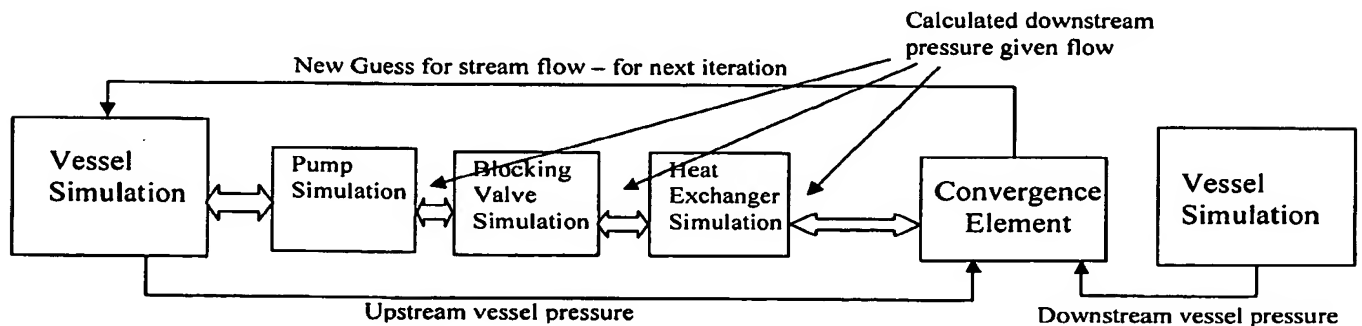 Calculated downstream
pressure given flow
New Guess for stream flow – for next iteration
Vessel
Simulation
Pump
Simulation
Blocking
Valve
Simulation
Heat
Exchanger
Simulation
Convergence
Element
Vessel
Simulation
Upstream vessel pressure
Downstream vessel pressure